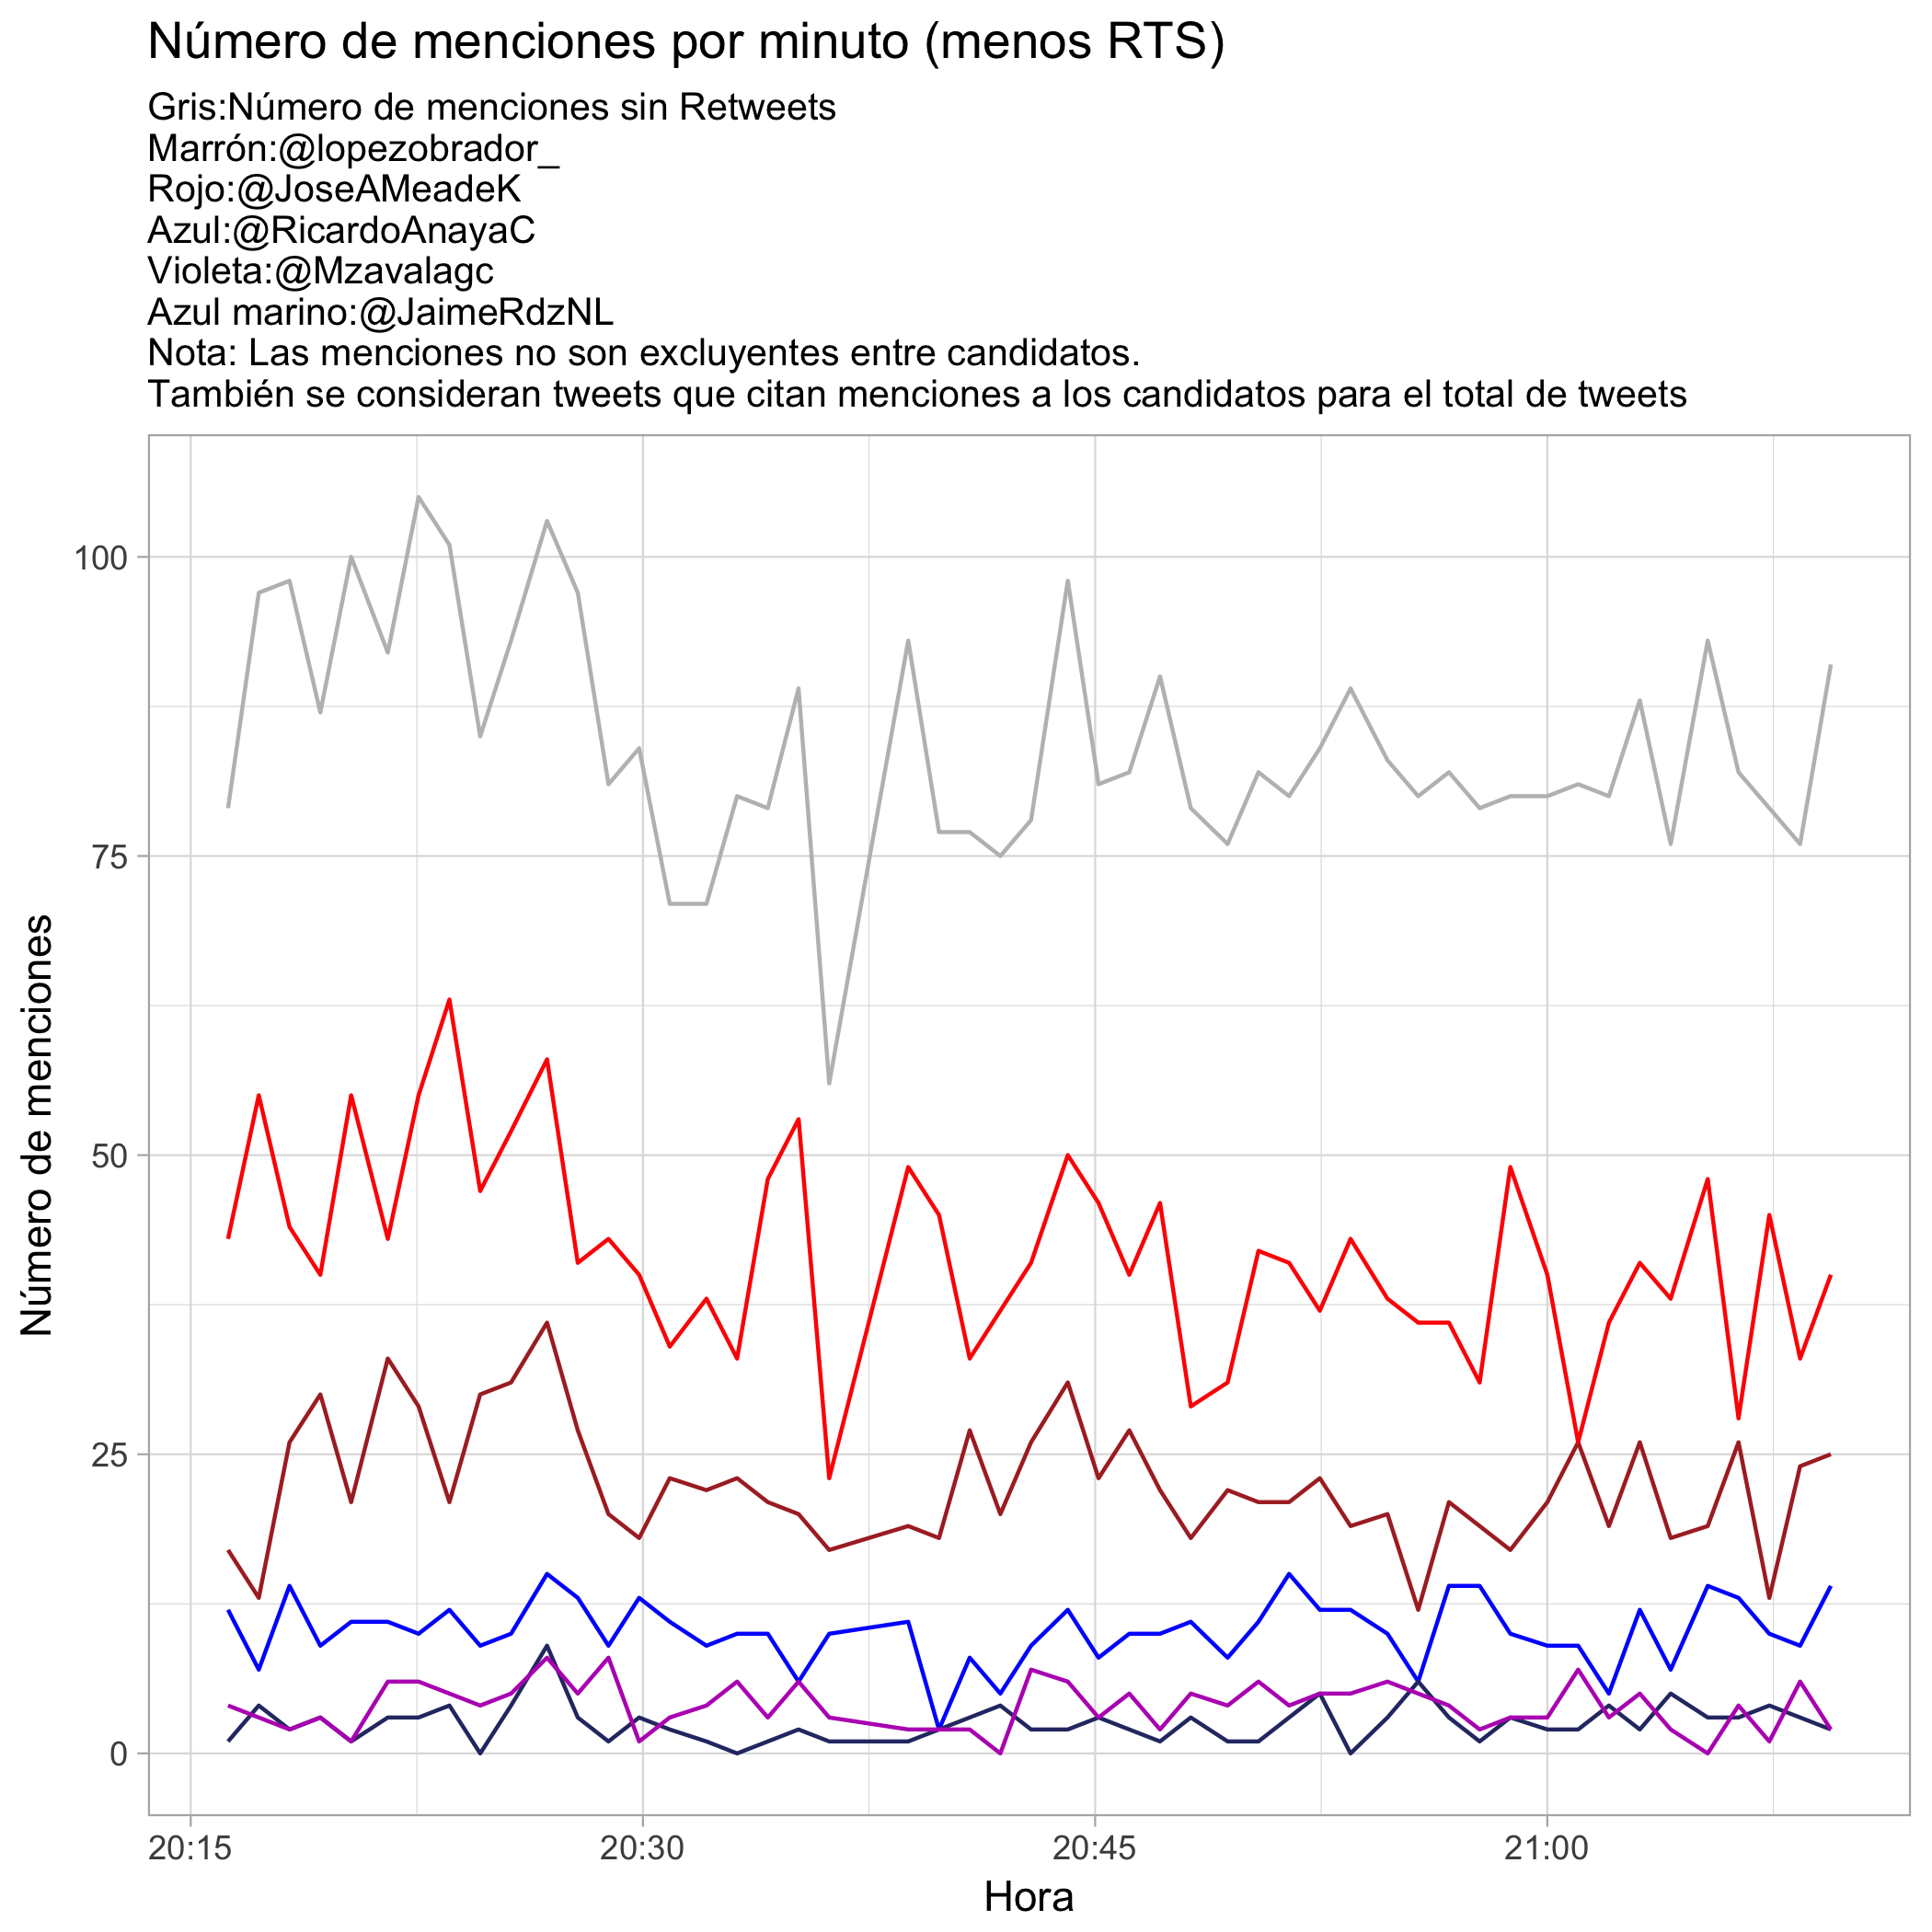 Número de menciones por minuto (menos RTS)
Gris:Número de menciones sin Retweets
Marrón:@lopezobrador_
Rojo:@JoseAMeadeK
Azul:@RicardoAnayaC
Violeta:@Mzavalagc
Azul marino:@JaimeRdzNL
Nota: Las menciones no son excluyentes entre candidatos.
También se consideran tweets que citan menciones a los candidatos para el total de tweets
Número de menciones
100
75
50
25
0
20:15
20:30
20:45
21:00
Hora